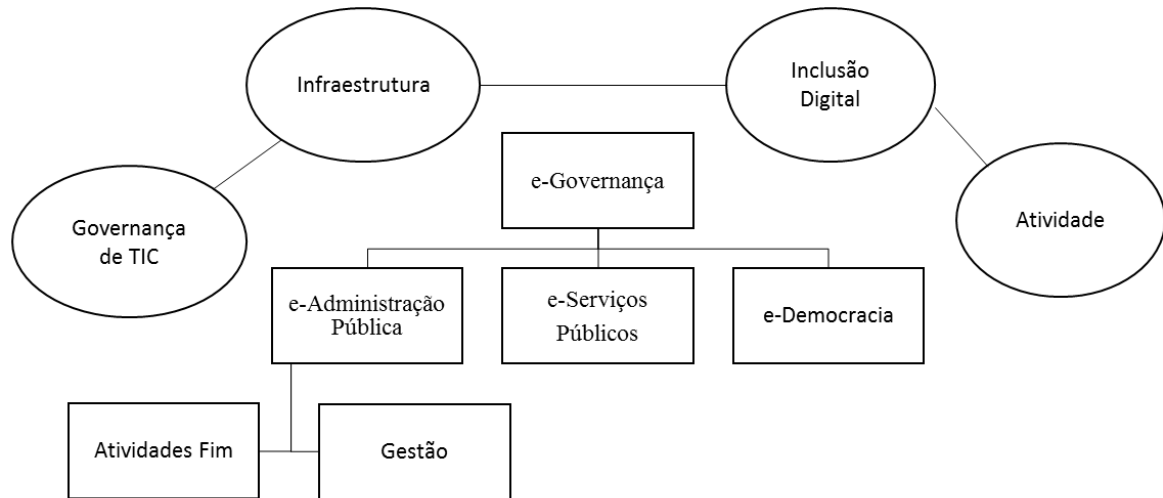 Infraestrutura
Inclusão
Digital
e-Governança
Governança
de TIC
Atividade
e-Administração
Pública
e-Serviços
Públicos
e-Democracia
Atividades Fim
Gestão